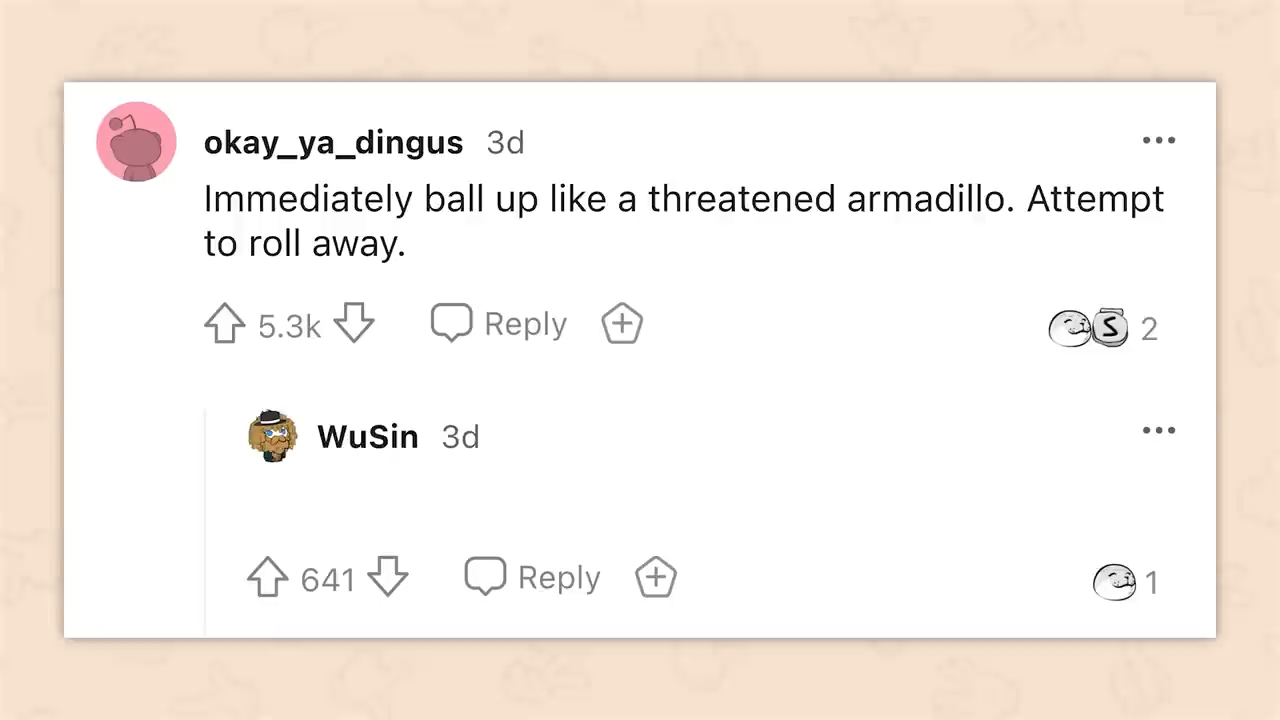 okay_ya_dingus 3d
Immediately ball up like a threatened armadillo. Attempt
to roll away.
5.3k Reply S 2
WuSin 3d
641 Reply 1